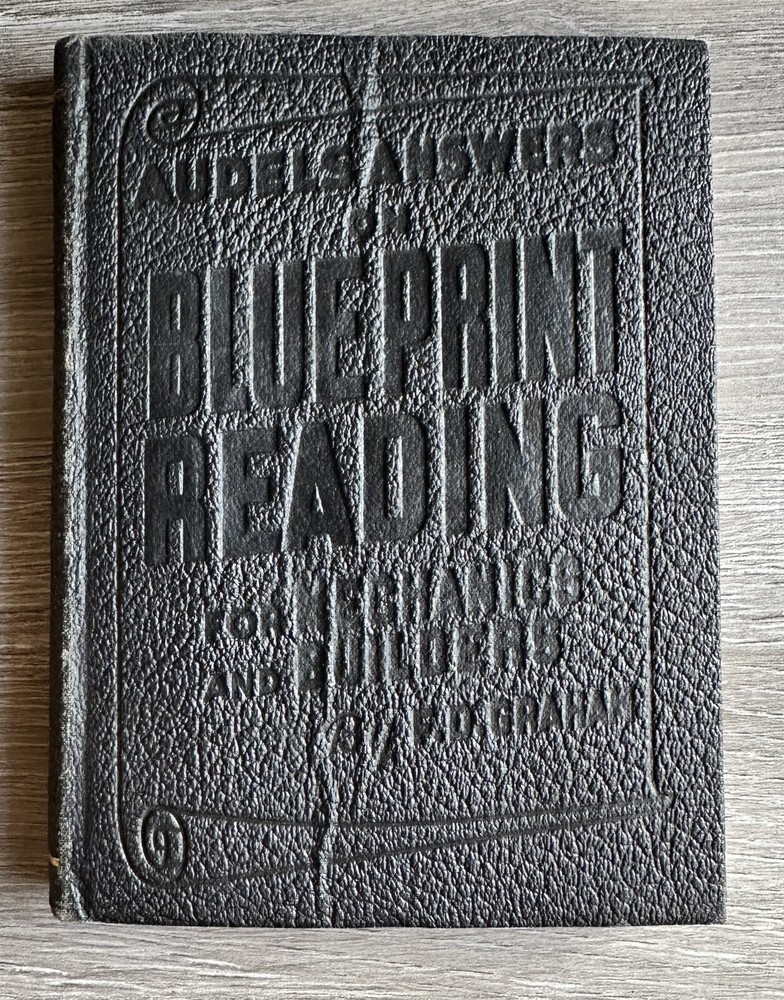 AUDELS ANSWERS
ON
BLUEPRINT
READING
FOR MECHANICS
AND BUILDERS
By F.D. GRAHAM